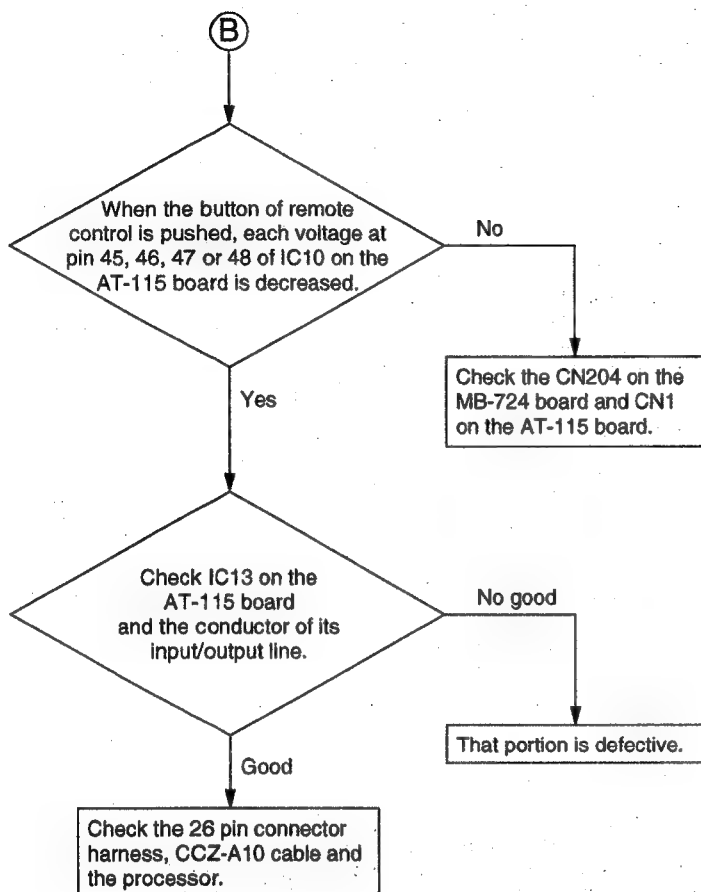 B
When the button of remote
control is pushed, each voltage at
pin 45, 46, 47 or 48 of IC10 on the
AT-115 board is decreased.
No
Check the CN204 on the
MB-724 board and CN1
on the AT-115 board.
Yes
Check IC13 on the
AT-115 board
and the conductor of its
input/output line.
No good
That portion is defective.
Good
Check the 26 pin connector
harness, CCZ-A10 cable and
the processor.